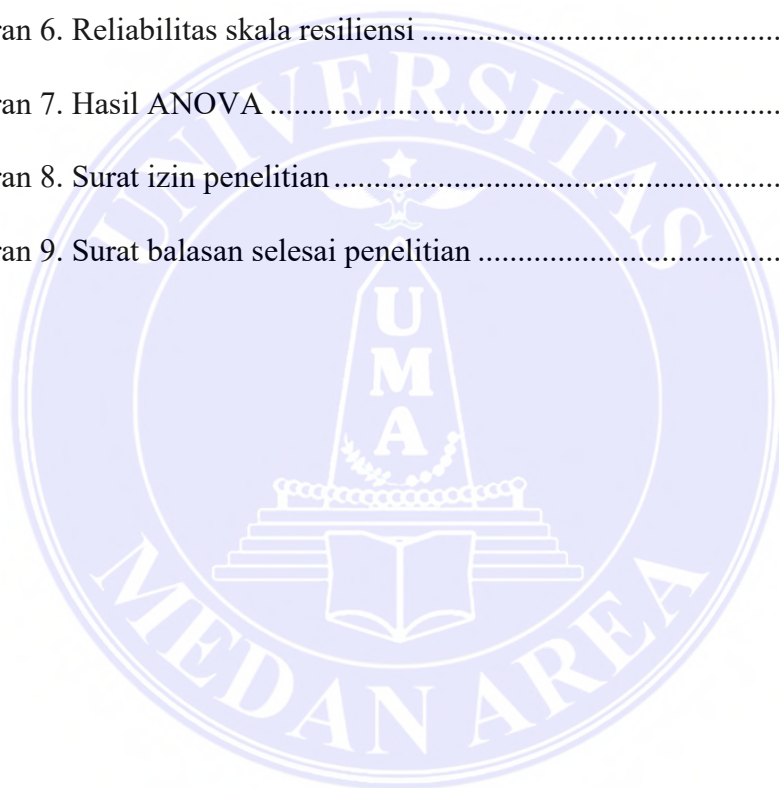 ran 6. Reliabilitas skala resiliensi ........................................
ran 7. Hasil ANOVA ...............................................................
ran 8. Surat izin penelitian .......................................................
ran 9. Surat balasan selesai penelitian .....................................
UNIVERSITAS
U
M
A
MEDAN AREA